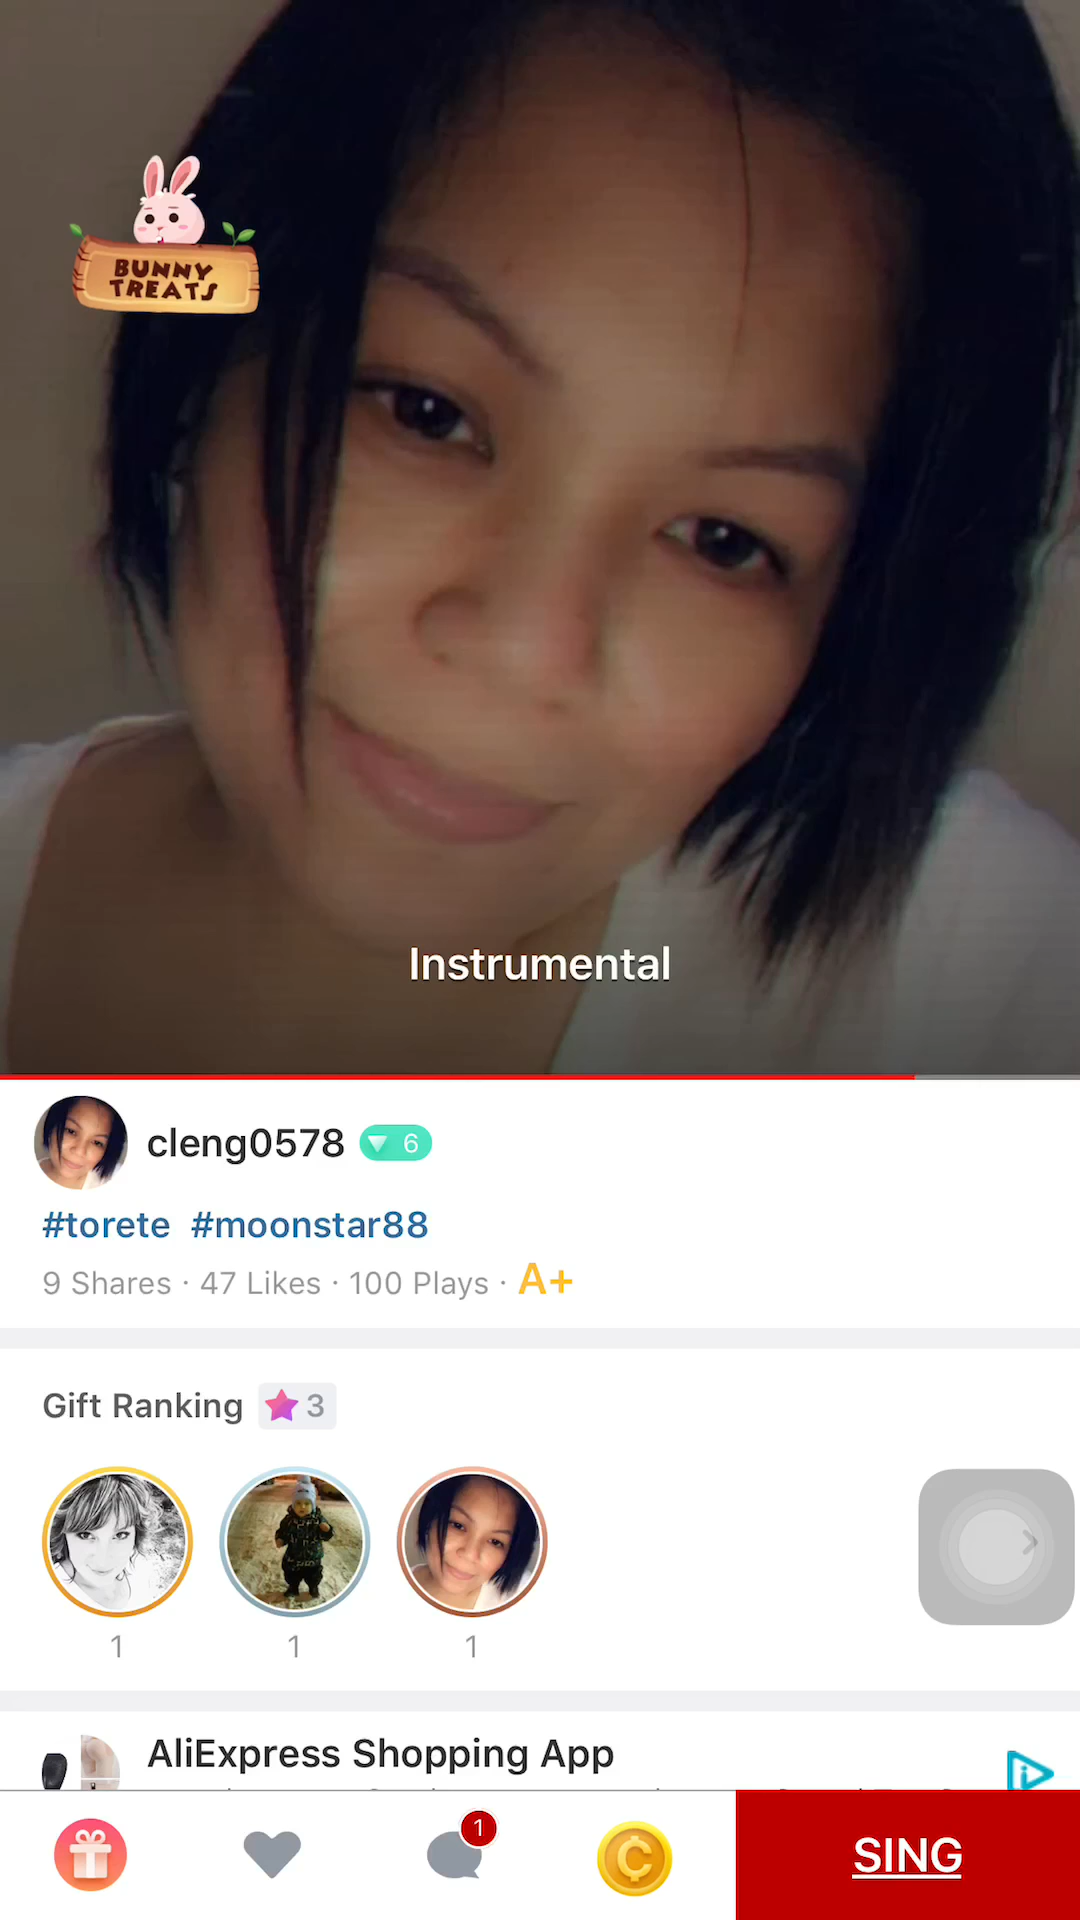 BUNNY
TREATS
Instrumental
cleng0578 6
#torete #moonstar88
9 Shares · 47 Likes · 100 Plays · A+
Gift Ranking 3
1 1 1
AliExpress Shopping App
1
SING